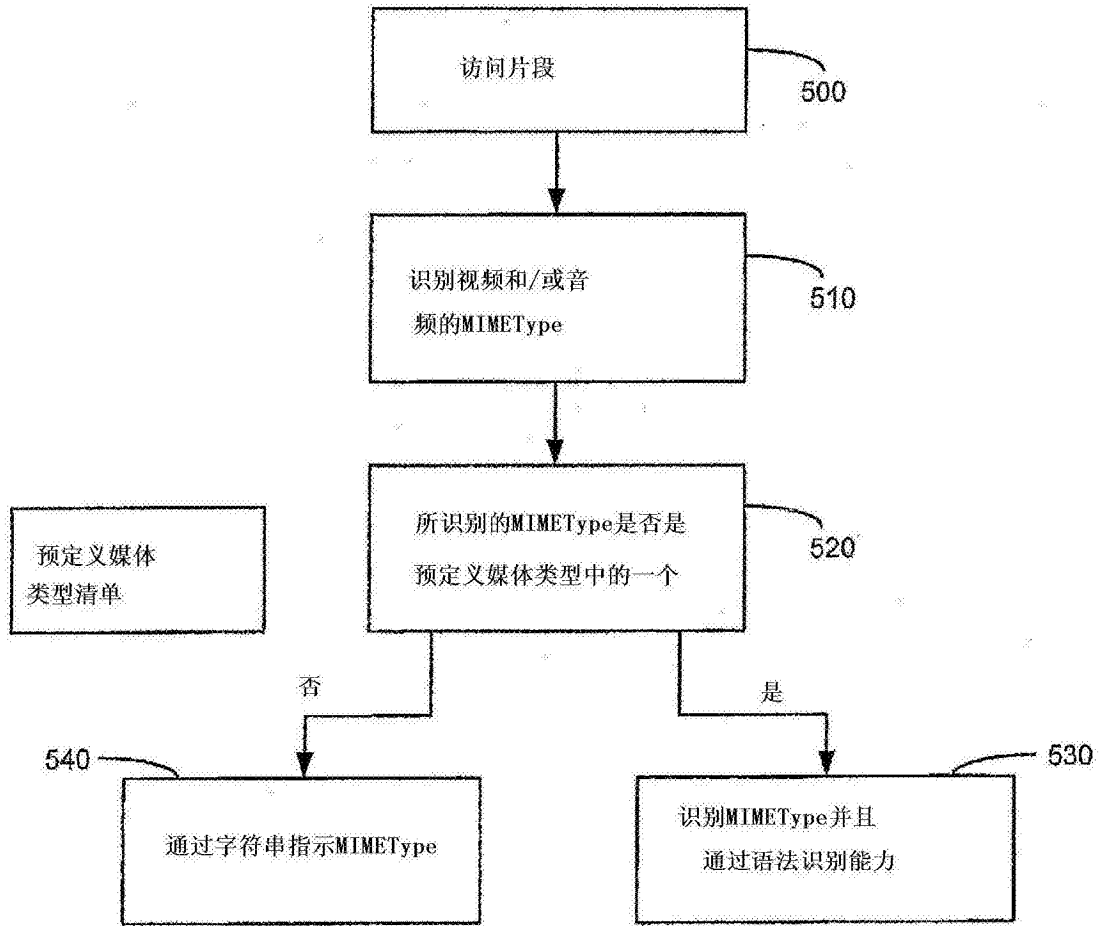 访问片段
500
识别视频和/或音
频的MIMEType
510
所识别的MIMEType是否是
预定义媒体类型中的一个
520
预定义媒体
类型清单
否
是
540
530
通过字符串指示MIMEType
识别MIMEType并且
通过语法识别能力